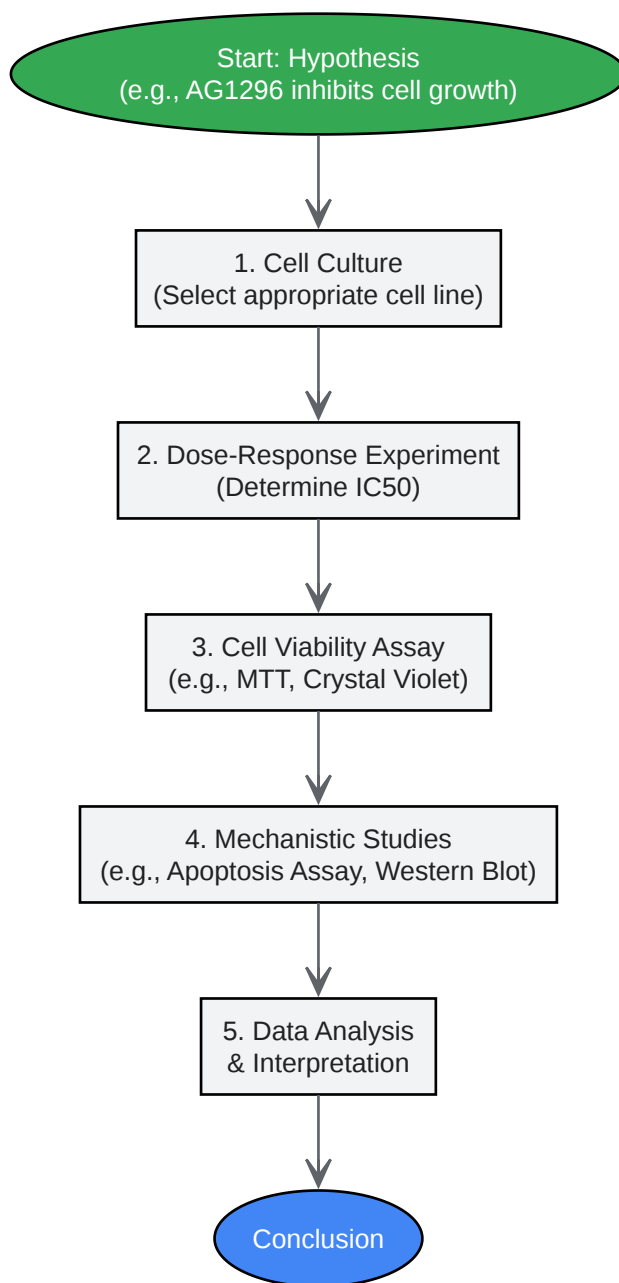 Start: Hypothesis
(e.g., AG1296 inhibits cell growth)
1. Cell Culture
(Select appropriate cell line)
2. Dose-Response Experiment
(Determine IC50)
3. Cell Viability Assay
(e.g., MTT, Crystal Violet)
4. Mechanistic Studies
(e.g., Apoptosis Assay, Western Blot)
5. Data Analysis
& Interpretation
Conclusion